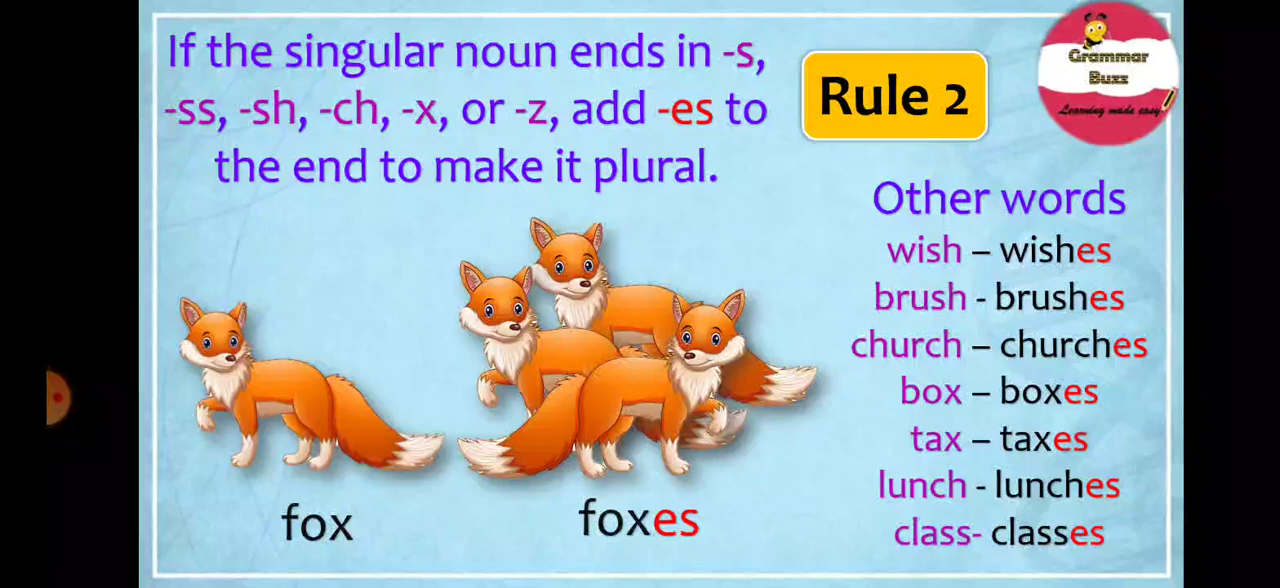 If the singular noun ends in -s,
-ss, -sh, -ch, -x, or -z, add -es to
the end to make it plural.
Rule 2
Grammar
Buzz
Learning made easy!
Other words
wish – wishes
brush - brushes
church – churches
box – boxes
tax – taxes
lunch - lunches
class- classes
fox
foxes